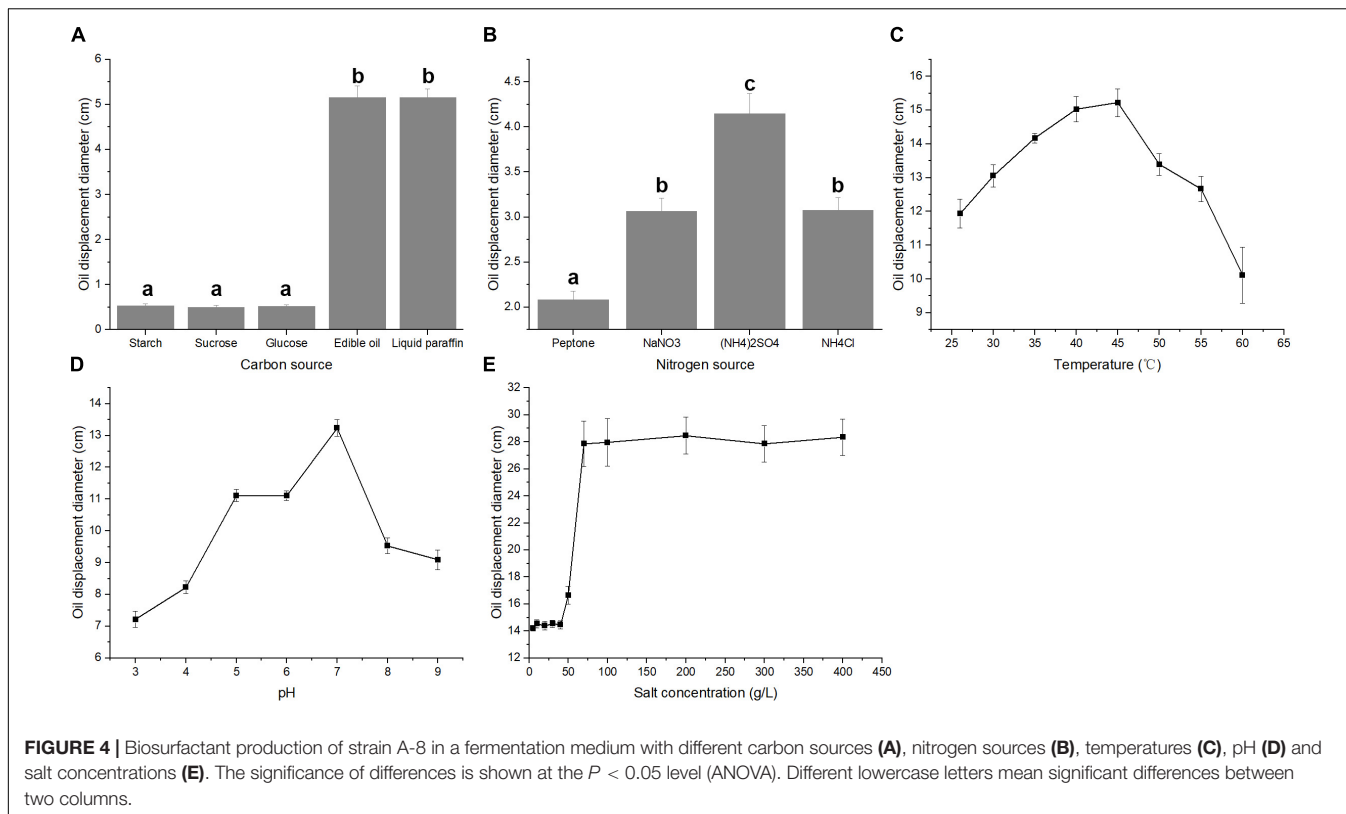 A
Oil displacement diameter (cm)
6
5
4
3
2
1
0
a
a
a
b
b
Starch
Sucrose
Glucose
Edible oil
Liquid paraffin
Carbon source
B
Oil displacement diameter (cm)
4.5
4.0
3.5
3.0
2.5
2.0
a
b
c
b
Peptone
NaNO3
(NH4)2SO4
NH4Cl
Nitrogen source
C
Oil displacement diameter (cm)
16
15
14
13
12
11
10
9
25 30 35 40 45 50 55 60 65
Temperature (℃)
D
Oil displacement diameter (cm)
14
13
12
11
10
9
8
7
6
3 4 5 6 7 8 9
pH
E
Oil displacement diameter (cm)
32
30
28
26
24
22
20
18
16
14
12
0 50 100 150 200 250 300 350 400 450
Salt concentration (g/L)
FIGURE 4 | Biosurfactant production of strain A-8 in a fermentation medium with different carbon sources (A), nitrogen sources (B), temperatures (C), pH (D) and
salt concentrations (E). The significance of differences is shown at the P < 0.05 level (ANOVA). Different lowercase letters mean significant differences between
two columns.